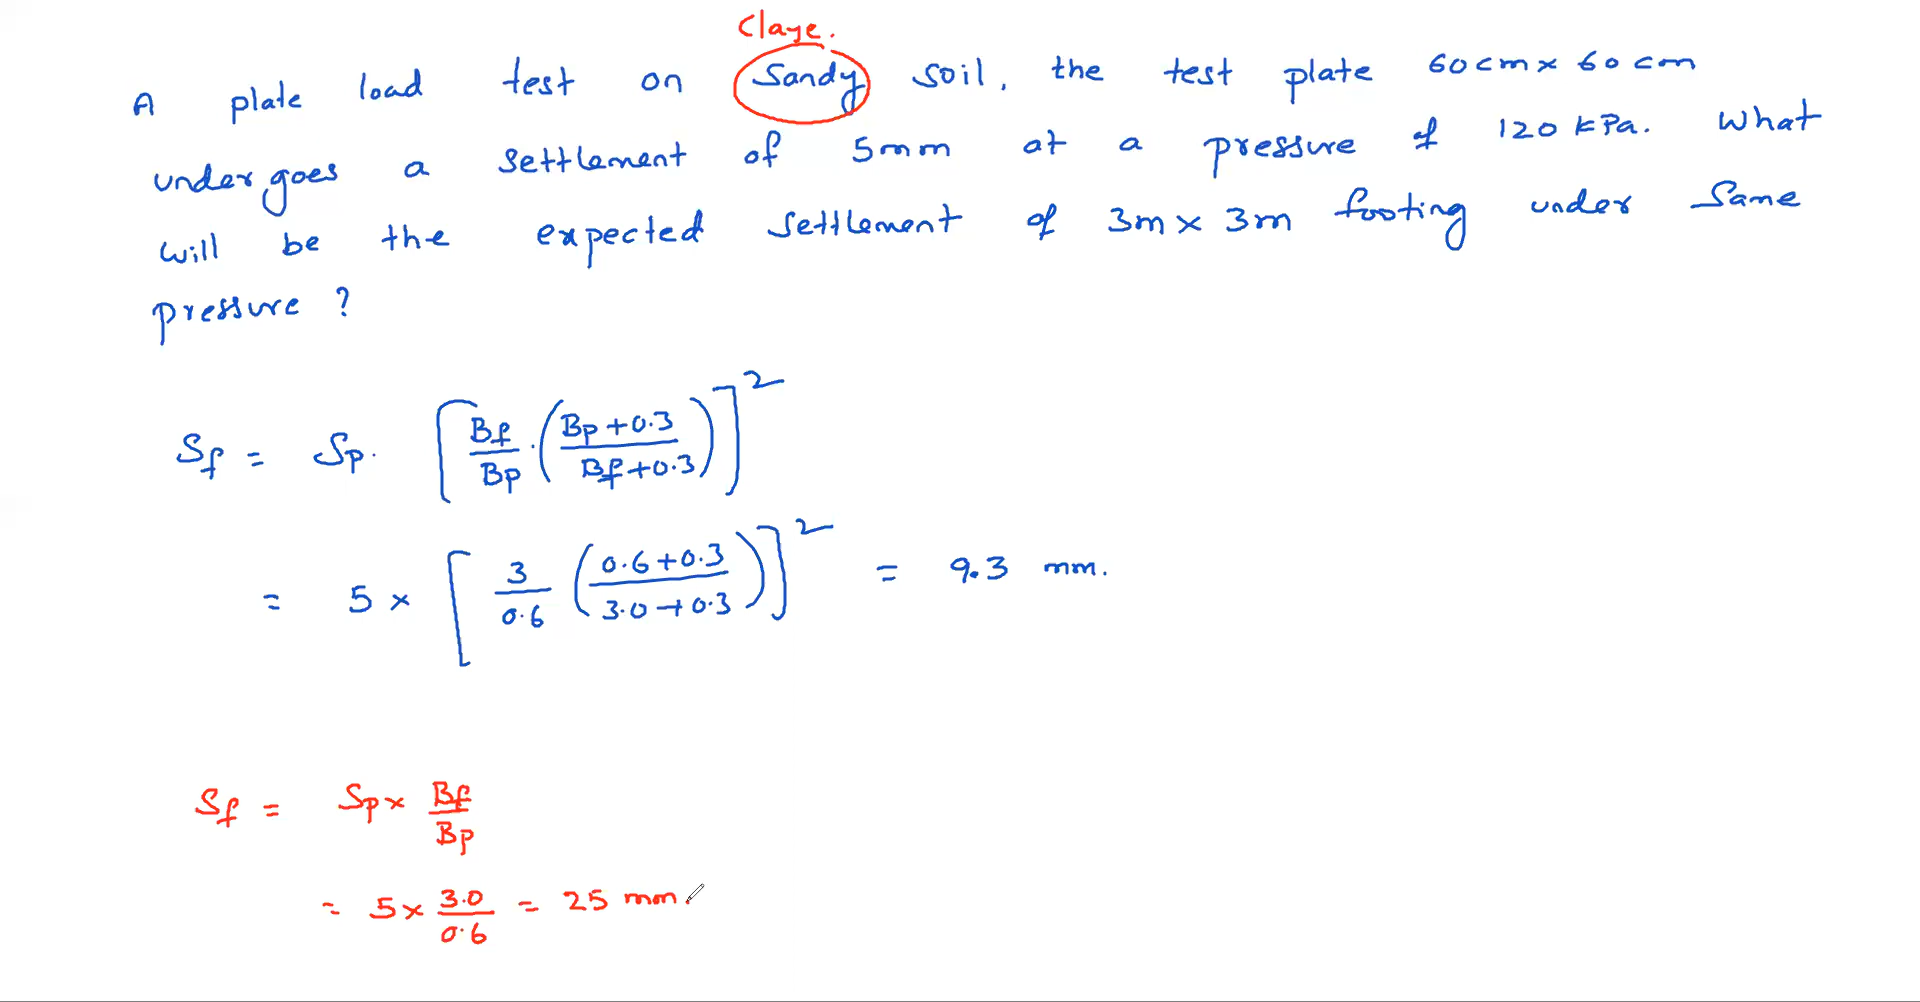 Claye.
A plate load test on Sandy soil, the test plate 60cm x 60cm
undergoes a settlement of 5mm at a pressure of 120 kPa. What
will be the expected settlement of 3m x 3m footing under same
pressure ?
Sf = Sp. [Bf/Bp . (Bp+0.3/Bf+0.3)]²
= 5 × [3/0.6 (0.6+0.3/3.0+0.3)]² = 9.3 mm.
Sf = Sp × Bf/Bp
= 5 × 3.0/0.6 = 25 mm.